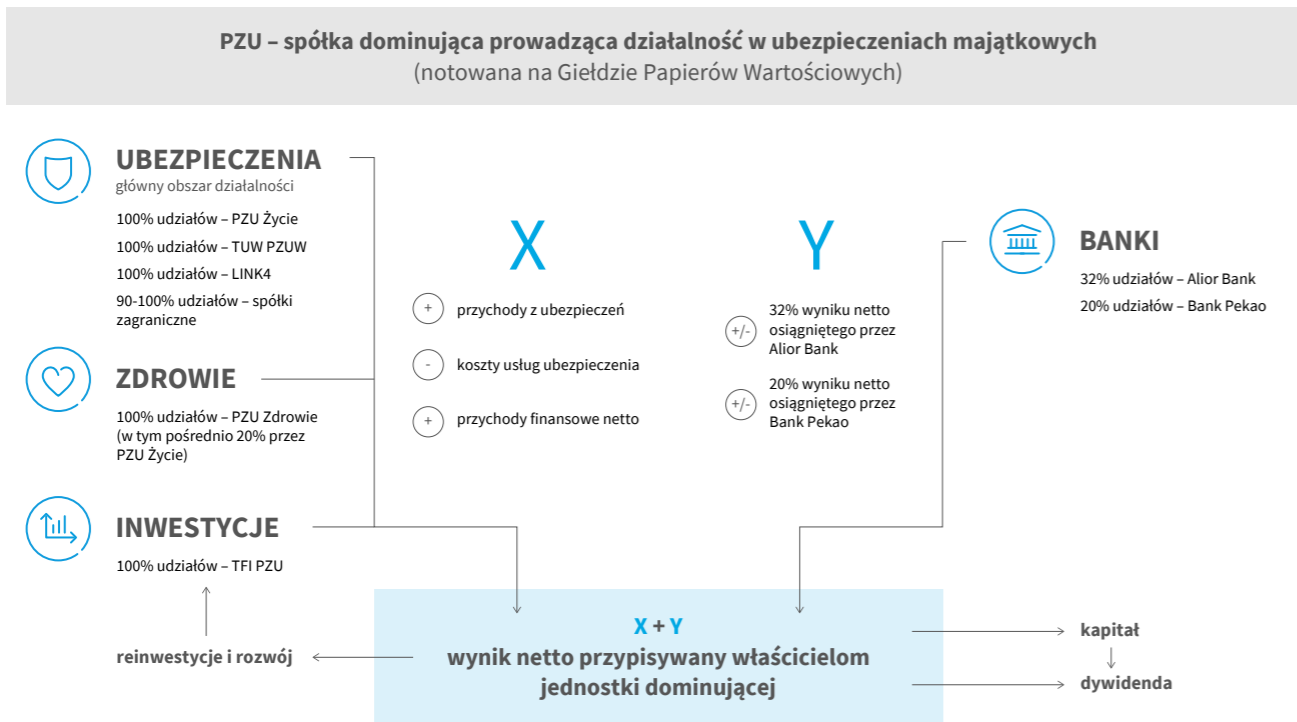 PZU – spółka dominująca prowadząca działalność w ubezpieczeniach majątkowych
(notowana na Giełdzie Papierów Wartościowych)
UBEZPIECZENIA
główny obszar działalności
100% udziałów – PZU Życie
100% udziałów – TUW PZUW
100% udziałów – LINK4
90-100% udziałów – spółki
zagraniczne
ZDROWIE
100% udziałów – PZU Zdrowie
(w tym pośrednio 20% przez
PZU Życie)
INWESTYCJE
100% udziałów – TFI PZU
X
+ przychody z ubezpieczeń
- koszty usług ubezpieczenia
+ przychody finansowe netto
Y
+/-
32% wyniku netto
osiągniętego przez
Alior Bank
+/-
20% wyniku netto
osiągniętego przez
Bank Pekao
BANKI
32% udziałów – Alior Bank
20% udziałów – Bank Pekao
reinwestycje i rozwój
X + Y
wynik netto przypisywany właścicielom
jednostki dominującej
kapitał
dywidenda